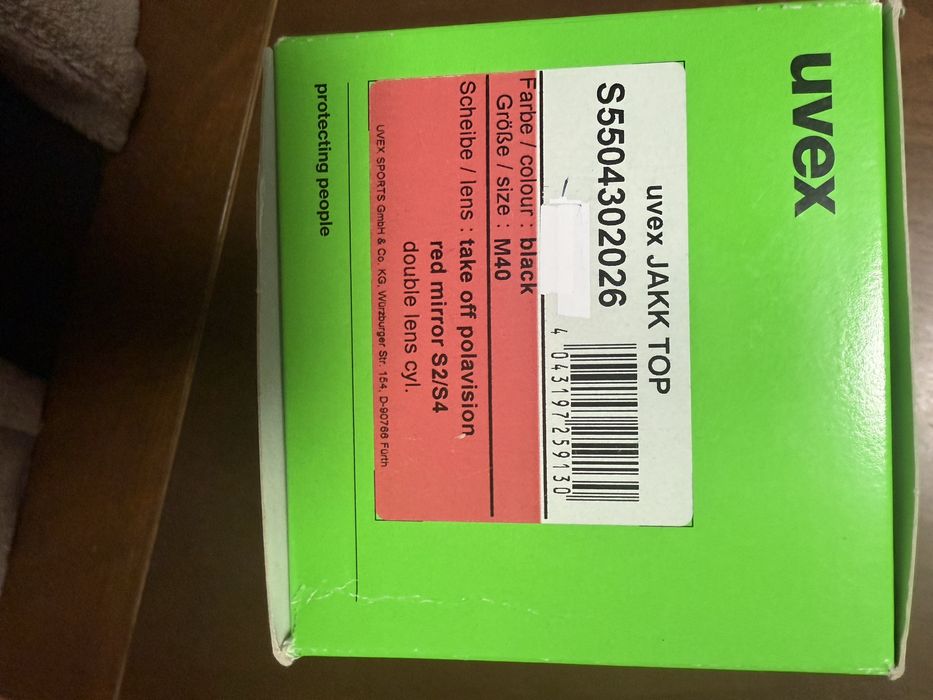 uvex
uvex JAKK TOP
S5504302026
4 043197 259130
Farbe / colour : black
Größe / size : M40
Scheibe / lens : take off polavision
red mirror S2/S4
double lens cyl.
UVEX SPORTS GmbH & Co. KG, Würzburger Str. 154, D-90766 Fürth
protecting people